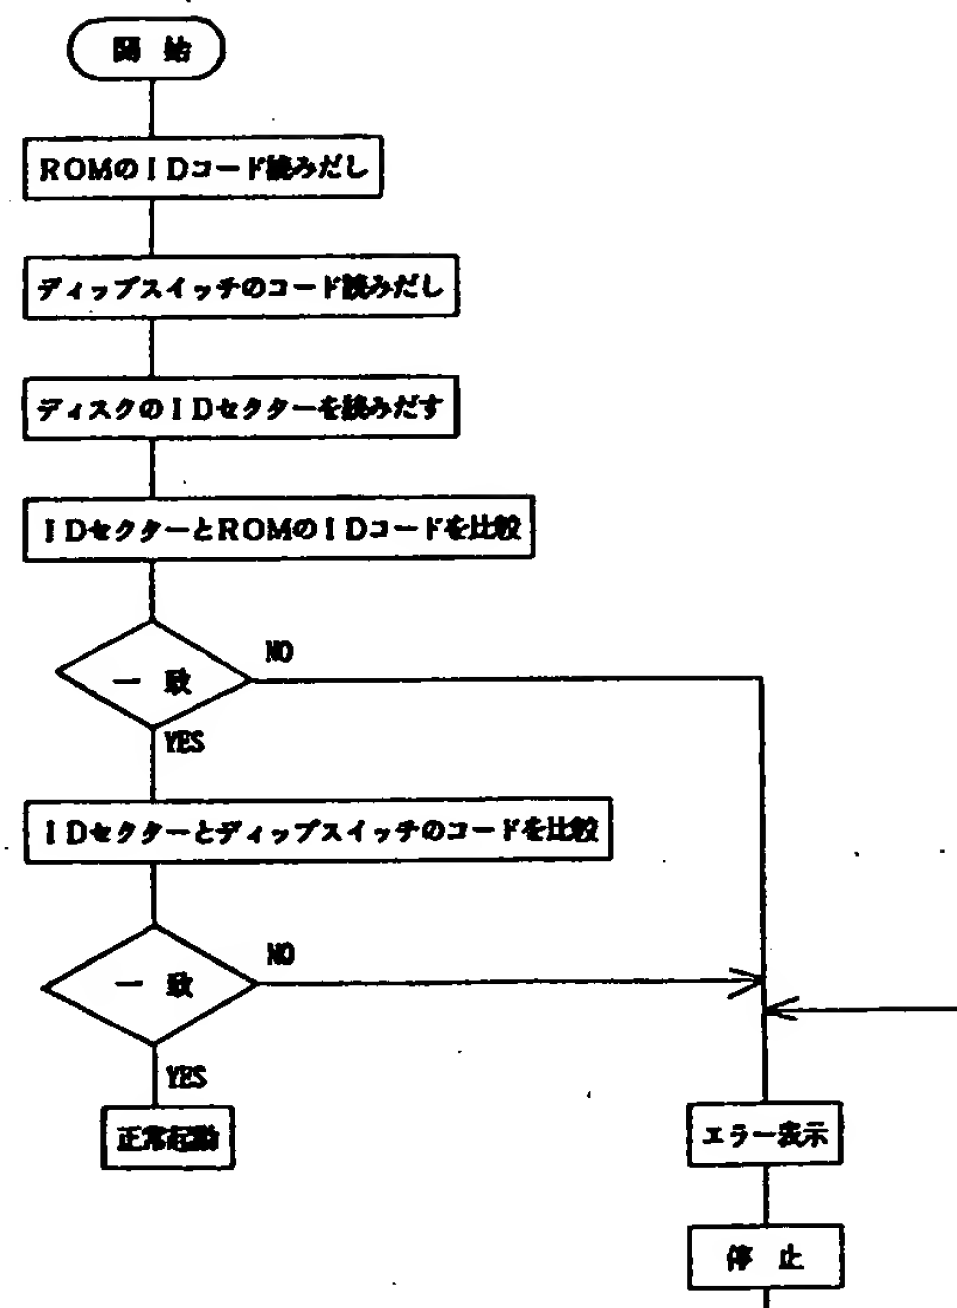 開 始
ROMのIDコード読みだし
ディップスイッチのコード読みだし
ディスクのIDセクターを読みだす
IDセクターとROMのIDコードを比較
一 致
NO
YES
IDセクターとディップスイッチのコードを比較
一 致
NO
YES
正常起動
エラー表示
停 止